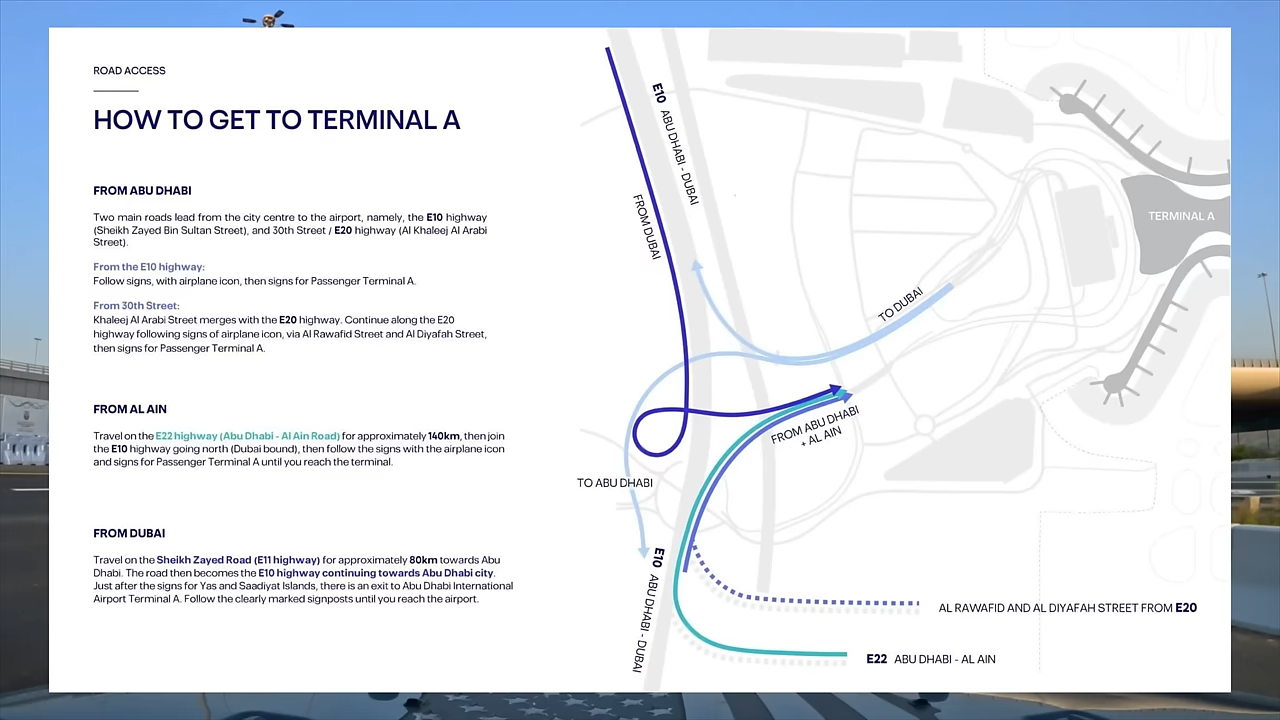 ROAD ACCESS
HOW TO GET TO TERMINAL A
FROM ABU DHABI
Two main roads lead from the city centre to the airport, namely, the E10 highway
(Sheikh Zayed Bin Sultan Street), and 30th Street / E20 highway (Al Khaleej Al Arabi
Street).
From the E10 highway:
Follow signs, with airplane icon, then signs for Passenger Terminal A.
From 30th Street:
Khaleej Al Arabi Street merges with the E20 highway. Continue along the E20
highway following signs of airplane icon, via Al Rawafid Street and Al Diyafah Street,
then signs for Passenger Terminal A.
FROM AL AIN
Travel on the E22 highway (Abu Dhabi - Al Ain Road) for approximately 140km, then join
the E10 highway going north (Dubai bound), then follow the signs with the airplane icon
and signs for Passenger Terminal A until you reach the terminal.
FROM DUBAI
Travel on the Sheikh Zayed Road (E11 highway) for approximately 80km towards Abu
Dhabi. The road then becomes the E10 highway continuing towards Abu Dhabi city.
Just after the signs for Yas and Saadiyat Islands, there is an exit to Abu Dhabi International
Airport Terminal A. Follow the clearly marked signposts until you reach the airport.
E10 ABU DHABI - DUBAI
FROM DUBAI
TERMINAL A
TO DUBAI
FROM ABU DHABI
+ AL AIN
TO ABU DHABI
E10 ABU DHABI - DUBAI
AL RAWAFID AND AL DIYAFAH STREET FROM E20
E22 ABU DHABI - AL AIN